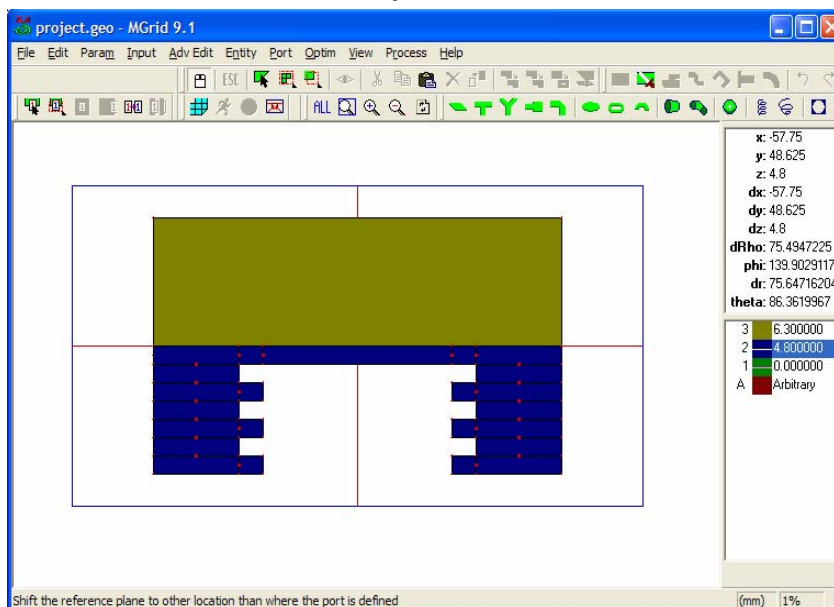 project.geo - MGrid 9.1
File Edit Param Input Adv Edit Entity Port Optim View Process Help
ESC
ALL
x: -57.75
y: 48.625
z: 4.8
dx: -57.75
dy: 48.625
dz: 4.8
dRho: 75.4947225
phi: 139.9029117
dr: 75.64716204
theta: 86.3619967
3 6.300000
2 4.800000
1 0.000000
A Arbitrary
Shift the reference plane to other location than where the port is defined
(mm) 1%